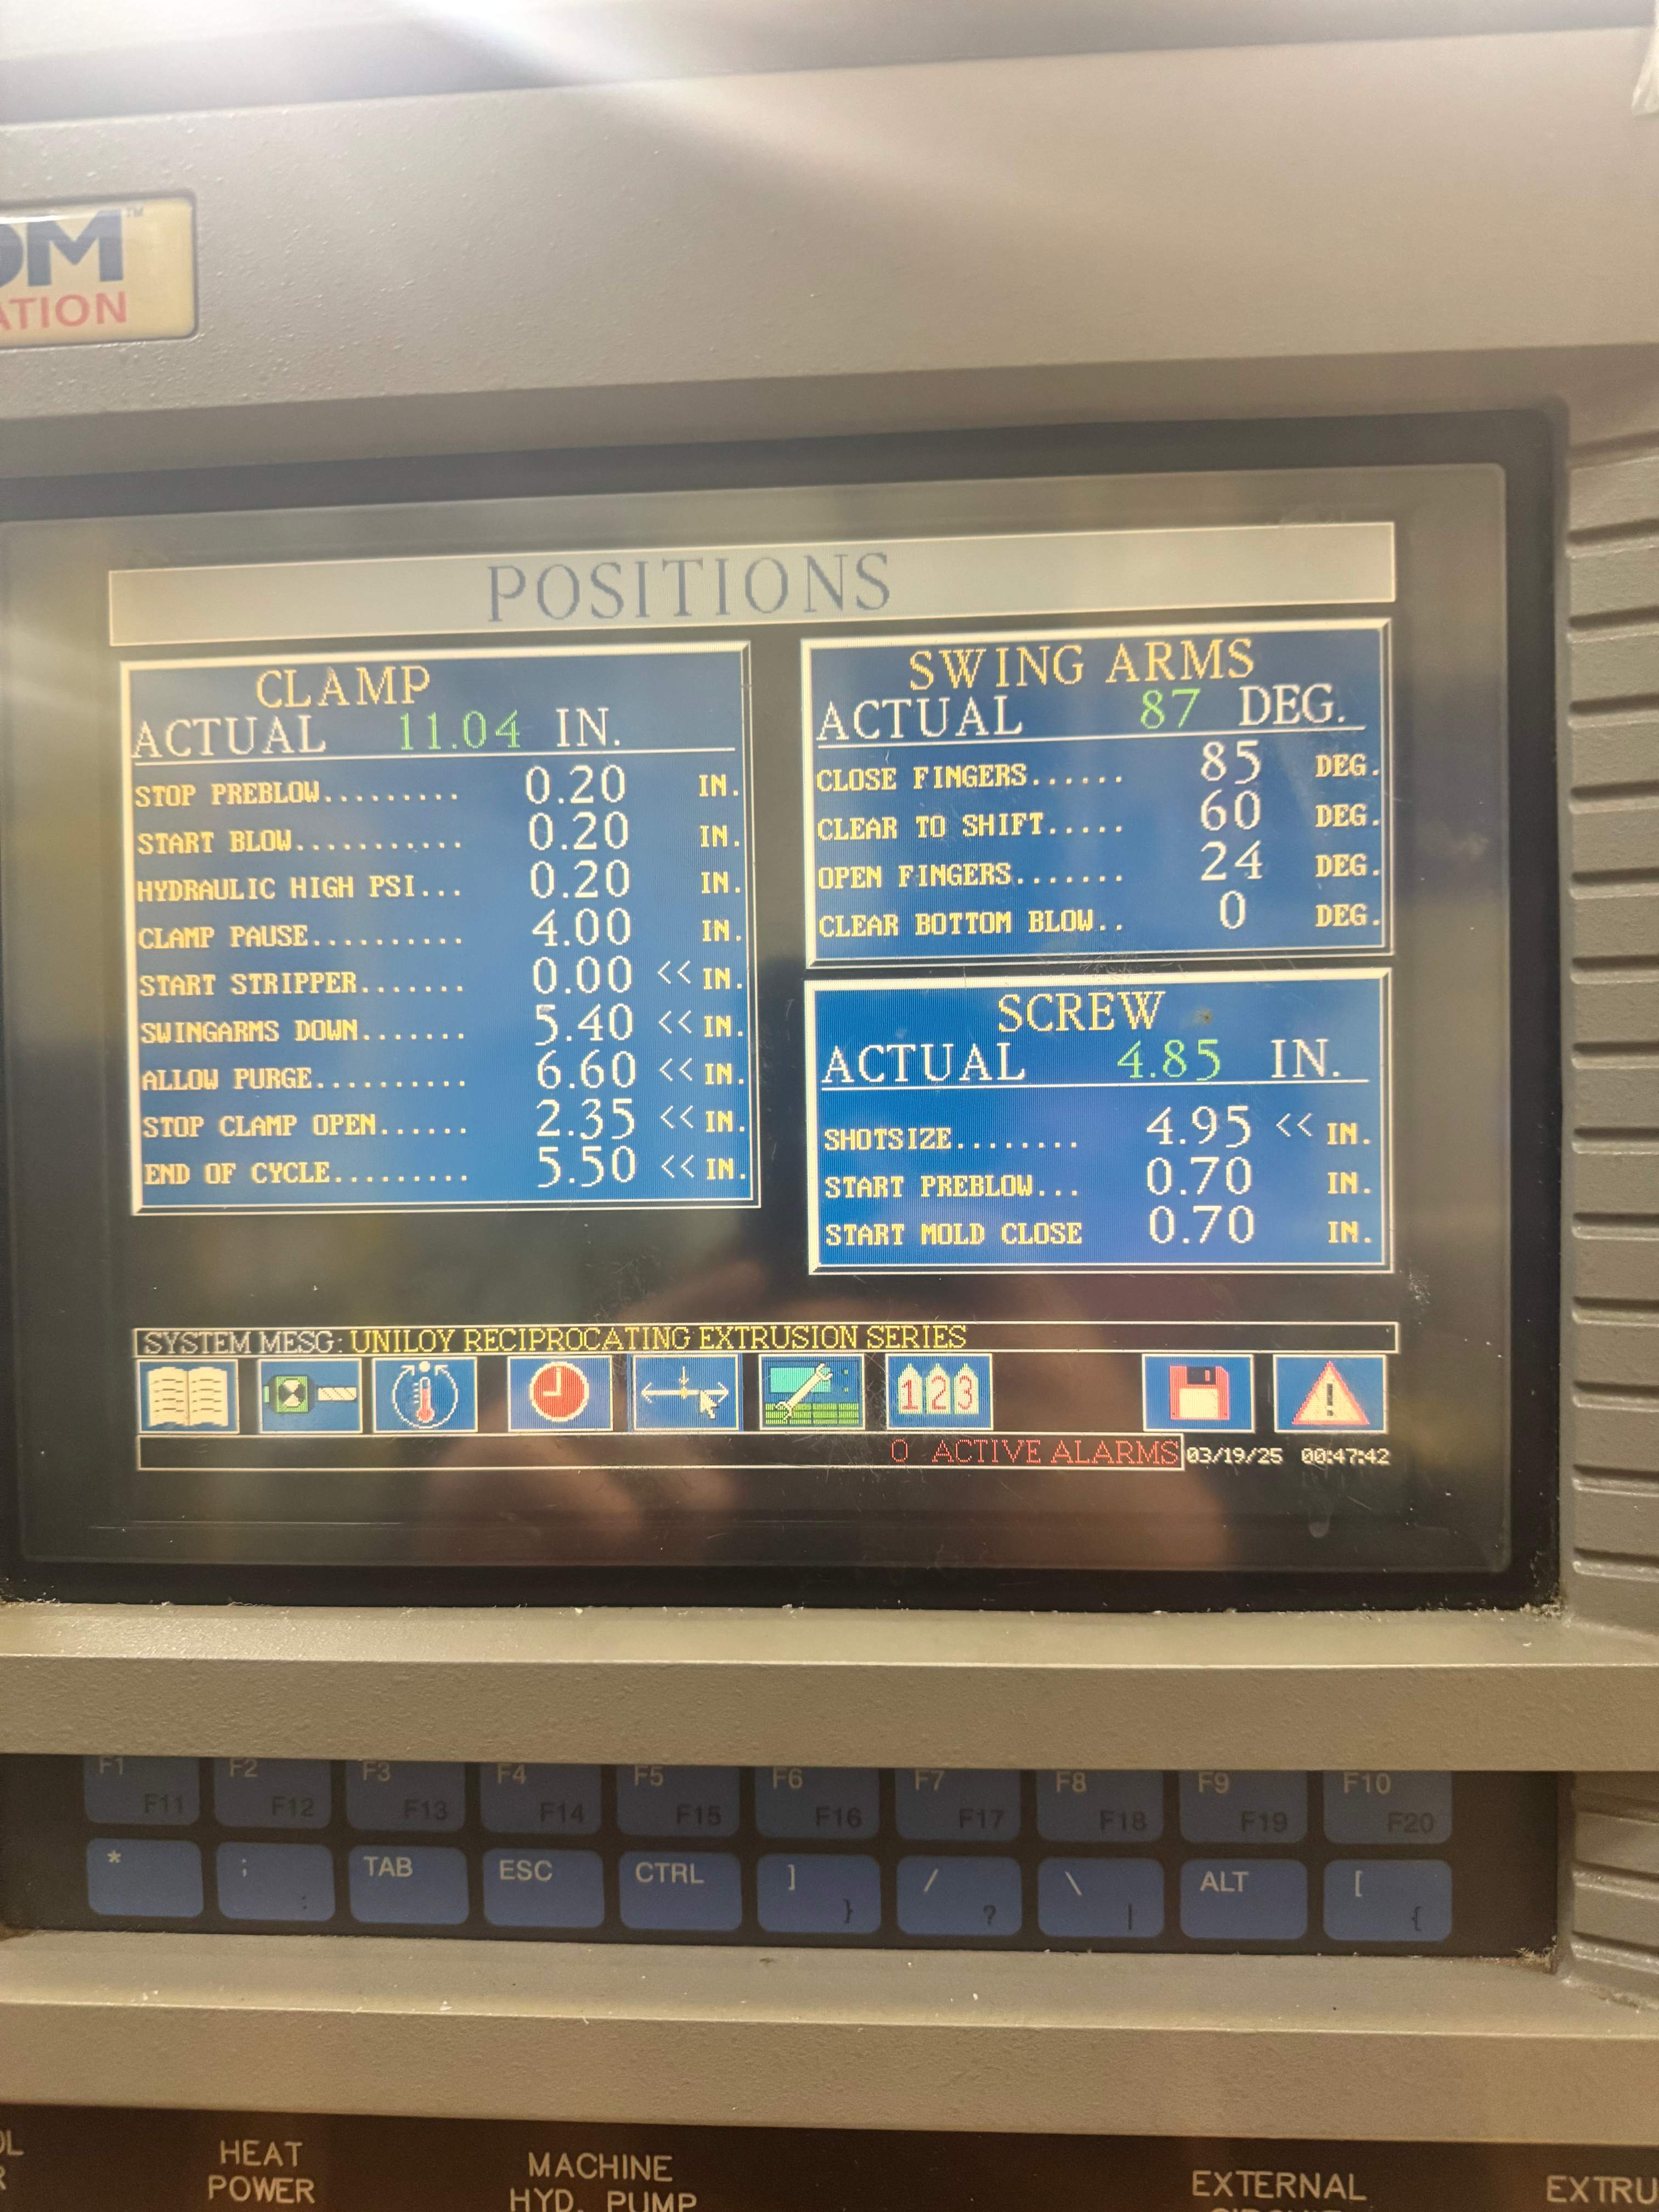 OM™
ATION
POSITIONS
CLAMP
ACTUAL 11.04 IN.
STOP PREBLOW......... 0.20 IN.
START BLOW........... 0.20 IN.
HYDRAULIC HIGH PSI... 0.20 IN.
CLAMP PAUSE.......... 4.00 IN.
START STRIPPER....... 0.00 << IN.
SWINGARMS DOWN....... 5.40 << IN.
ALLOW PURGE.......... 6.60 << IN.
STOP CLAMP OPEN...... 2.35 << IN.
END OF CYCLE......... 5.50 << IN.
SWING ARMS
ACTUAL 87 DEG.
CLOSE FINGERS...... 85 DEG.
CLEAR TO SHIFT..... 60 DEG.
OPEN FINGERS....... 24 DEG.
CLEAR BOTTOM BLOW.. 0 DEG.
SCREW
ACTUAL 4.85 IN.
SHOTSIZE........ 4.95 << IN.
START PREBLOW... 0.70 IN.
START MOLD CLOSE 0.70 IN.
SYSTEM MESG: UNILOY RECIPROCATING EXTRUSION SERIES
123
0 ACTIVE ALARMS 03/19/25 00:47:42
F1 F2 F3 F4 F5 F6 F7 F8 F9 F10
F11 F12 F13 F14 F15 F16 F17 F18 F19 F20
* ; TAB ESC CTRL ] / \ ALT [
: } ? | {
HEAT
POWER
MACHINE
HYD. PUMP
EXTERNAL
EXTRU